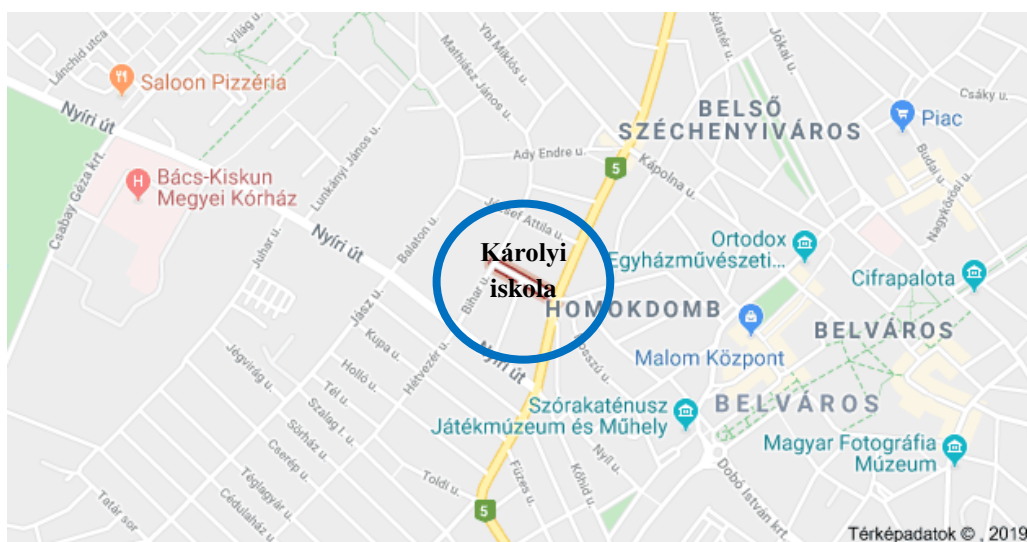 Lánchíd utca
Világ u.
Saloon Pizzéria
Nyíri út
Csabay Géza krt.
Bács-Kiskun
Megyei Kórház
Mathiász János u.
Ybl Miklós u.
Lunkányi János u.
Ady Endre u.
5
Kápolna u.
BELSŐ
SZÉCHENYIVÁROS
Jókai u.
Csáky u.
Piac
Budai u.
Nagykőrösi u.
Juhar u.
Nyíri út
Balaton u.
József Attila u.
Károlyi
iskola
Bihar u.
HOMOKDOMB
Ortodox
Egyházművészeti...
Cifrapalota
BELVÁROS
Malom Központ
Jász u.
Kupa u.
Hétvezér u.
Nyíri út
Jégvirág u.
Holló u.
Tél u.
Szalag I. u.
Sörház u.
Cserép u.
Téglagyár u.
Cédulaház u.
Tatár sor
Toldi u.
5
Füzes u.
Kőhíd u.
Nyíl u.
Szórakaténusz
Játékmúzeum és Műhely
BELVÁROS
Dobó István krt.
Magyar Fotográfia
Múzeum
Térképadatok © , 2019